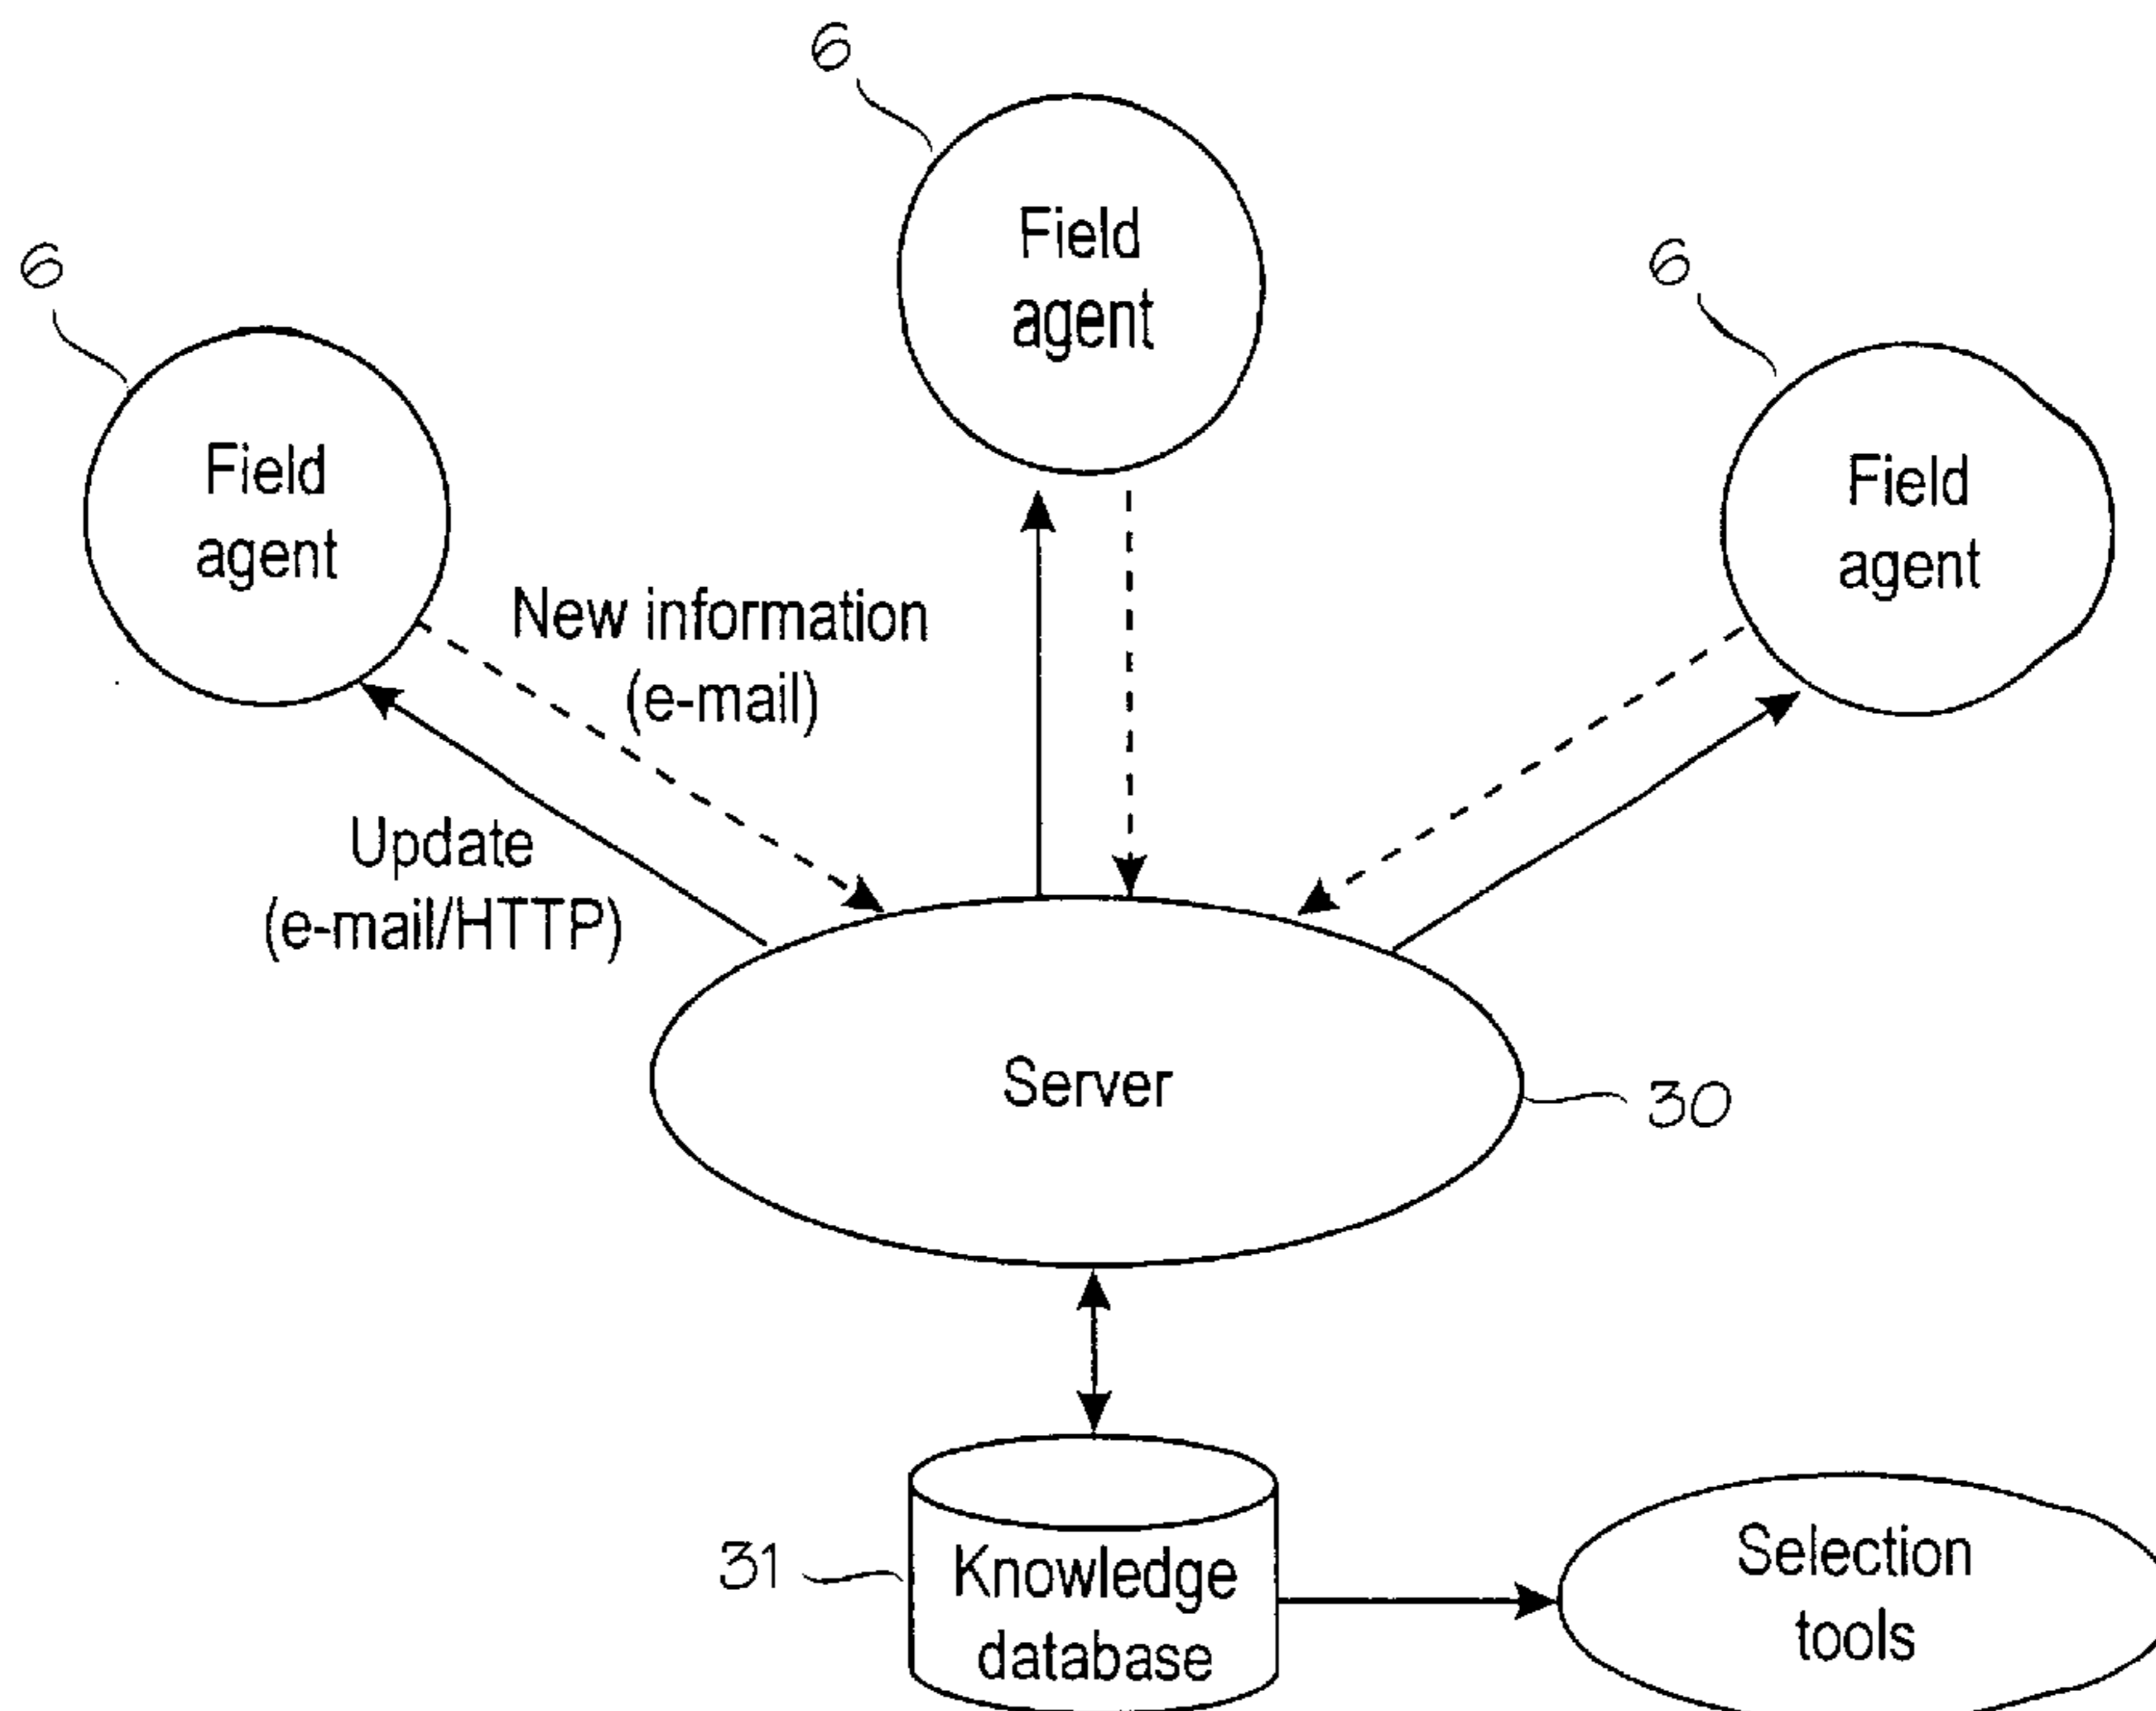 6
Field
agent
6
Field
agent
6
Field
agent
New information
(e-mail)
Update
(e-mail/HTTP)
Server
30
31
Knowledge
database
Selection
tools